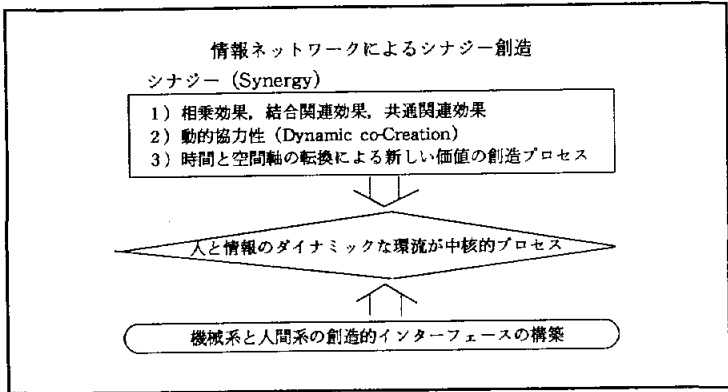 情報ネットワークによるシナジー創造
シナジー (Synergy)
1) 相乗効果, 結合関連効果, 共通関連効果
2) 動的協力性 (Dynamic co-Creation)
3) 時間と空間軸の転換による新しい価値の創造プロセス
人と情報のダイナミックな環流が中核的プロセス
機械系と人間系の創造的インターフェースの構築